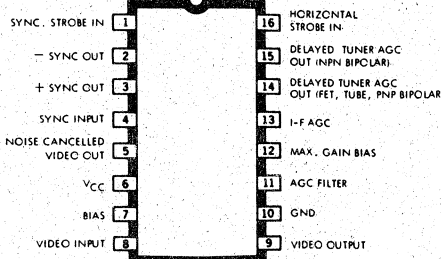 SYNC. STROBE IN 1
– SYNC OUT 2
+ SYNC OUT 3
SYNC INPUT 4
NOISE CANCELLED
VIDEO OUT 5
VCC 6
BIAS 7
VIDEO INPUT 8
16 HORIZONTAL
STROBE IN
15 DELAYED TUNER AGC
OUT (NPN BIPOLAR)
14 DELAYED TUNER AGC
OUT (FET, TUBE, PNP BIPOLAR
13 I-F AGC
12 MAX. GAIN BIAS
11 AGC FILTER
10 GND
9 VIDEO OUTPUT